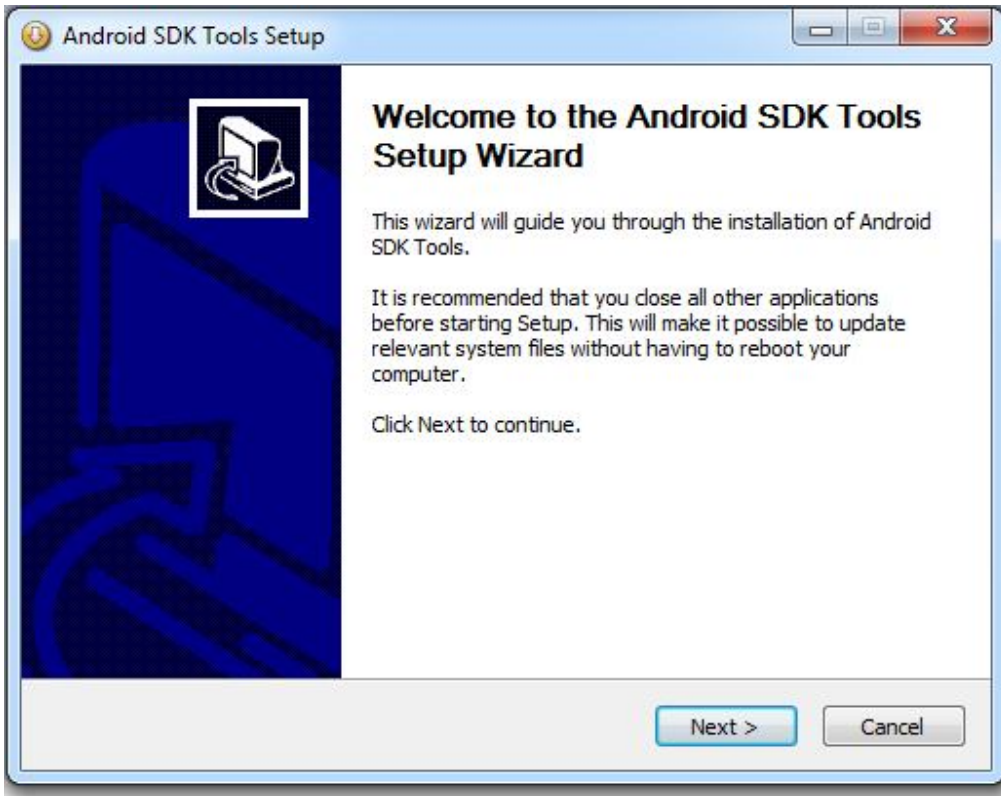 Android SDK Tools Setup
Welcome to the Android SDK Tools
Setup Wizard
This wizard will guide you through the installation of Android
SDK Tools.
It is recommended that you close all other applications
before starting Setup. This will make it possible to update
relevant system files without having to reboot your
computer.
Click Next to continue.
Next >
Cancel